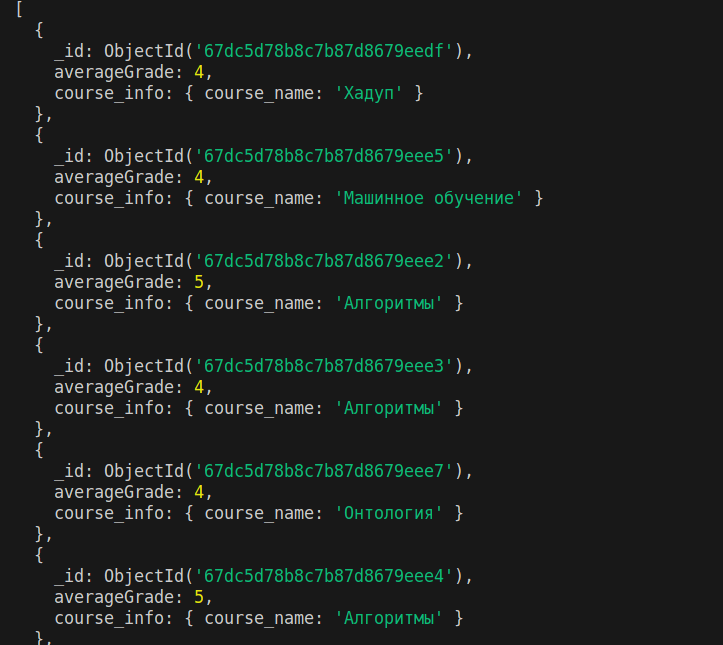 [
  {
    _id: ObjectId('67dc5d78b8c7b87d8679eedf'),
    averageGrade: 4,
    course_info: { course_name: 'Хадуп' }
  },
  {
    _id: ObjectId('67dc5d78b8c7b87d8679eee5'),
    averageGrade: 4,
    course_info: { course_name: 'Машинное обучение' }
  },
  {
    _id: ObjectId('67dc5d78b8c7b87d8679eee2'),
    averageGrade: 5,
    course_info: { course_name: 'Алгоритмы' }
  },
  {
    _id: ObjectId('67dc5d78b8c7b87d8679eee3'),
    averageGrade: 4,
    course_info: { course_name: 'Алгоритмы' }
  },
  {
    _id: ObjectId('67dc5d78b8c7b87d8679eee7'),
    averageGrade: 4,
    course_info: { course_name: 'Онтология' }
  },
  {
    _id: ObjectId('67dc5d78b8c7b87d8679eee4'),
    averageGrade: 5,
    course_info: { course_name: 'Алгоритмы' }
  },